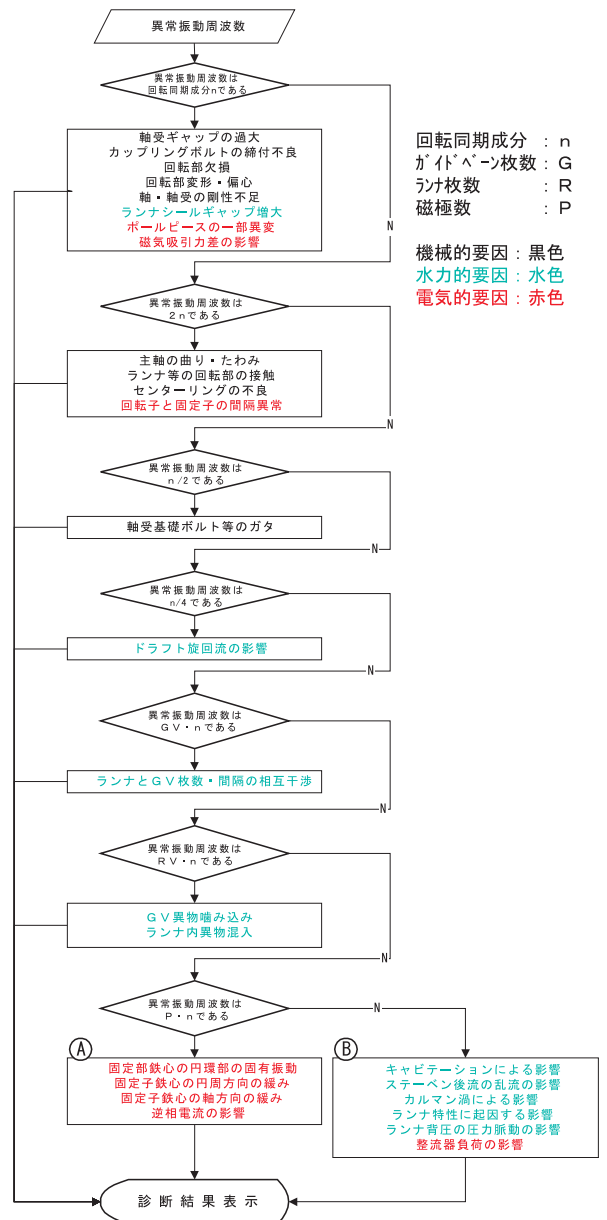 異常振動周波数
異常振動周波数は
回転同期成分nである
軸受ギャップの過大
カップリングボルトの締付不良
回転部欠損
回転部変形・偏心
軸・軸受の剛性不足
ランナシールギャップ増大
ポールピースの一部異変
磁気吸引力差の影響
N
回転同期成分 : n
ｶﾞｲﾄﾞﾍﾞｰﾝ枚数 : G
ﾗﾝﾅ枚数 : R
磁極数 : P
機械的要因 : 黒色
水力的要因 : 水色
電気的要因 : 赤色
異常振動周波数は
2nである
主軸の曲り・たわみ
ランナ等の回転部の接触
センターリングの不良
回転子と固定子の間隔異常
N
異常振動周波数は
n/2である
軸受基礎ボルト等のガタ
N
異常振動周波数は
n/4である
ドラフト旋回流の影響
N
異常振動周波数は
GV・nである
ランナとGV枚数・間隔の相互干渉
N
異常振動周波数は
RV・nである
GV異物噛み込み
ランナ内異物混入
N
異常振動周波数は
P・nである
N
A
固定部鉄心の円環部の固有振動
固定子鉄心の円周方向の緩み
固定子鉄心の軸方向の緩み
逆相電流の影響
B
キャビテーションによる影響
ステーベン後流の乱流の影響
カルマン渦による影響
ランナ特性に起因する影響
ランナ背圧の圧力脈動の影響
整流器負荷の影響
診断結果表示